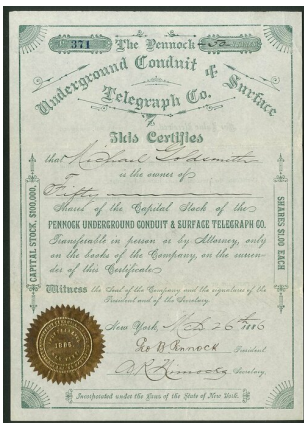 371
The Pennock
50
Underground Conduit & Surface
Telegraph Co.
This Certifies
that Michael Goldsmith
is the owner of
Fifty
Shares of the Capital Stock of the
PENNOCK UNDERGROUND CONDUIT & SURFACE TELEGRAPH CO.
Transferable in person or by Attorney, only
on the books of the Company, on the surren-
der of this Certificate
Witness the Seal of the Company and the signatures of the
President and of the Secretary.
New York, 26th 1886
Geo B Pennock President
Secretary
Incorporated under the Laws of the State of New York.
CAPITAL STOCK, $100,000.
SHARES $1.00 EACH